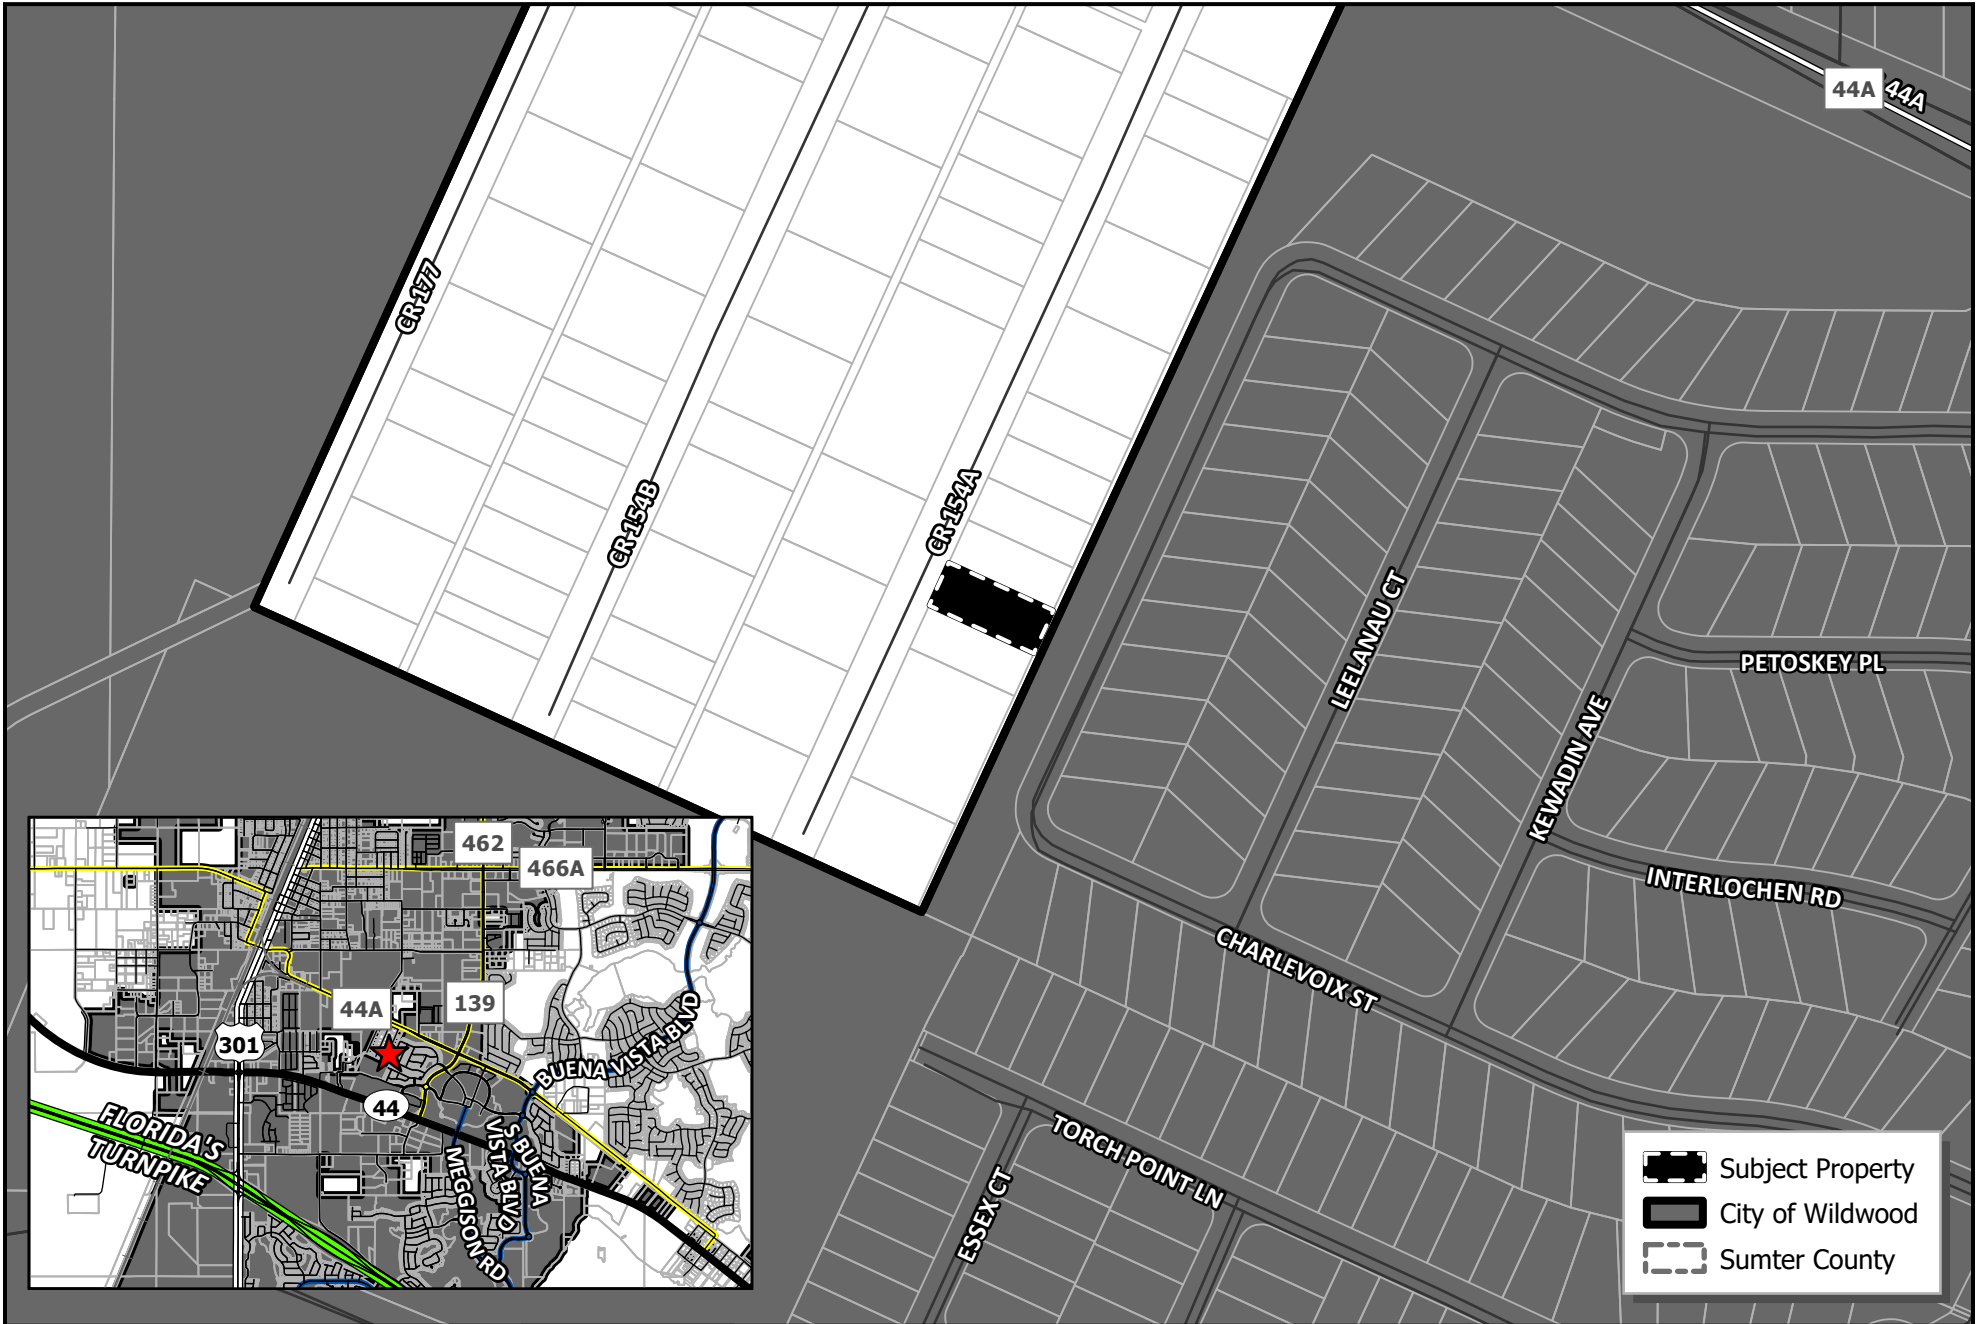 44A
44A
CR 177
CR 154B
CR 154A
LEELANAU CT
KEWADIN AVE
PETOSKEY PL
INTERLOCHEN RD
CHARLEVOIX ST
TORCH POINT LN
ESSEX CT
462
466A
44A
139
301
44
BUENA VISTA BLVD
S BUENA
VISTA BLVD
MEGGISON RD
FLORIDA'S
TURNPIKE
Subject Property
City of Wildwood
Sumter County